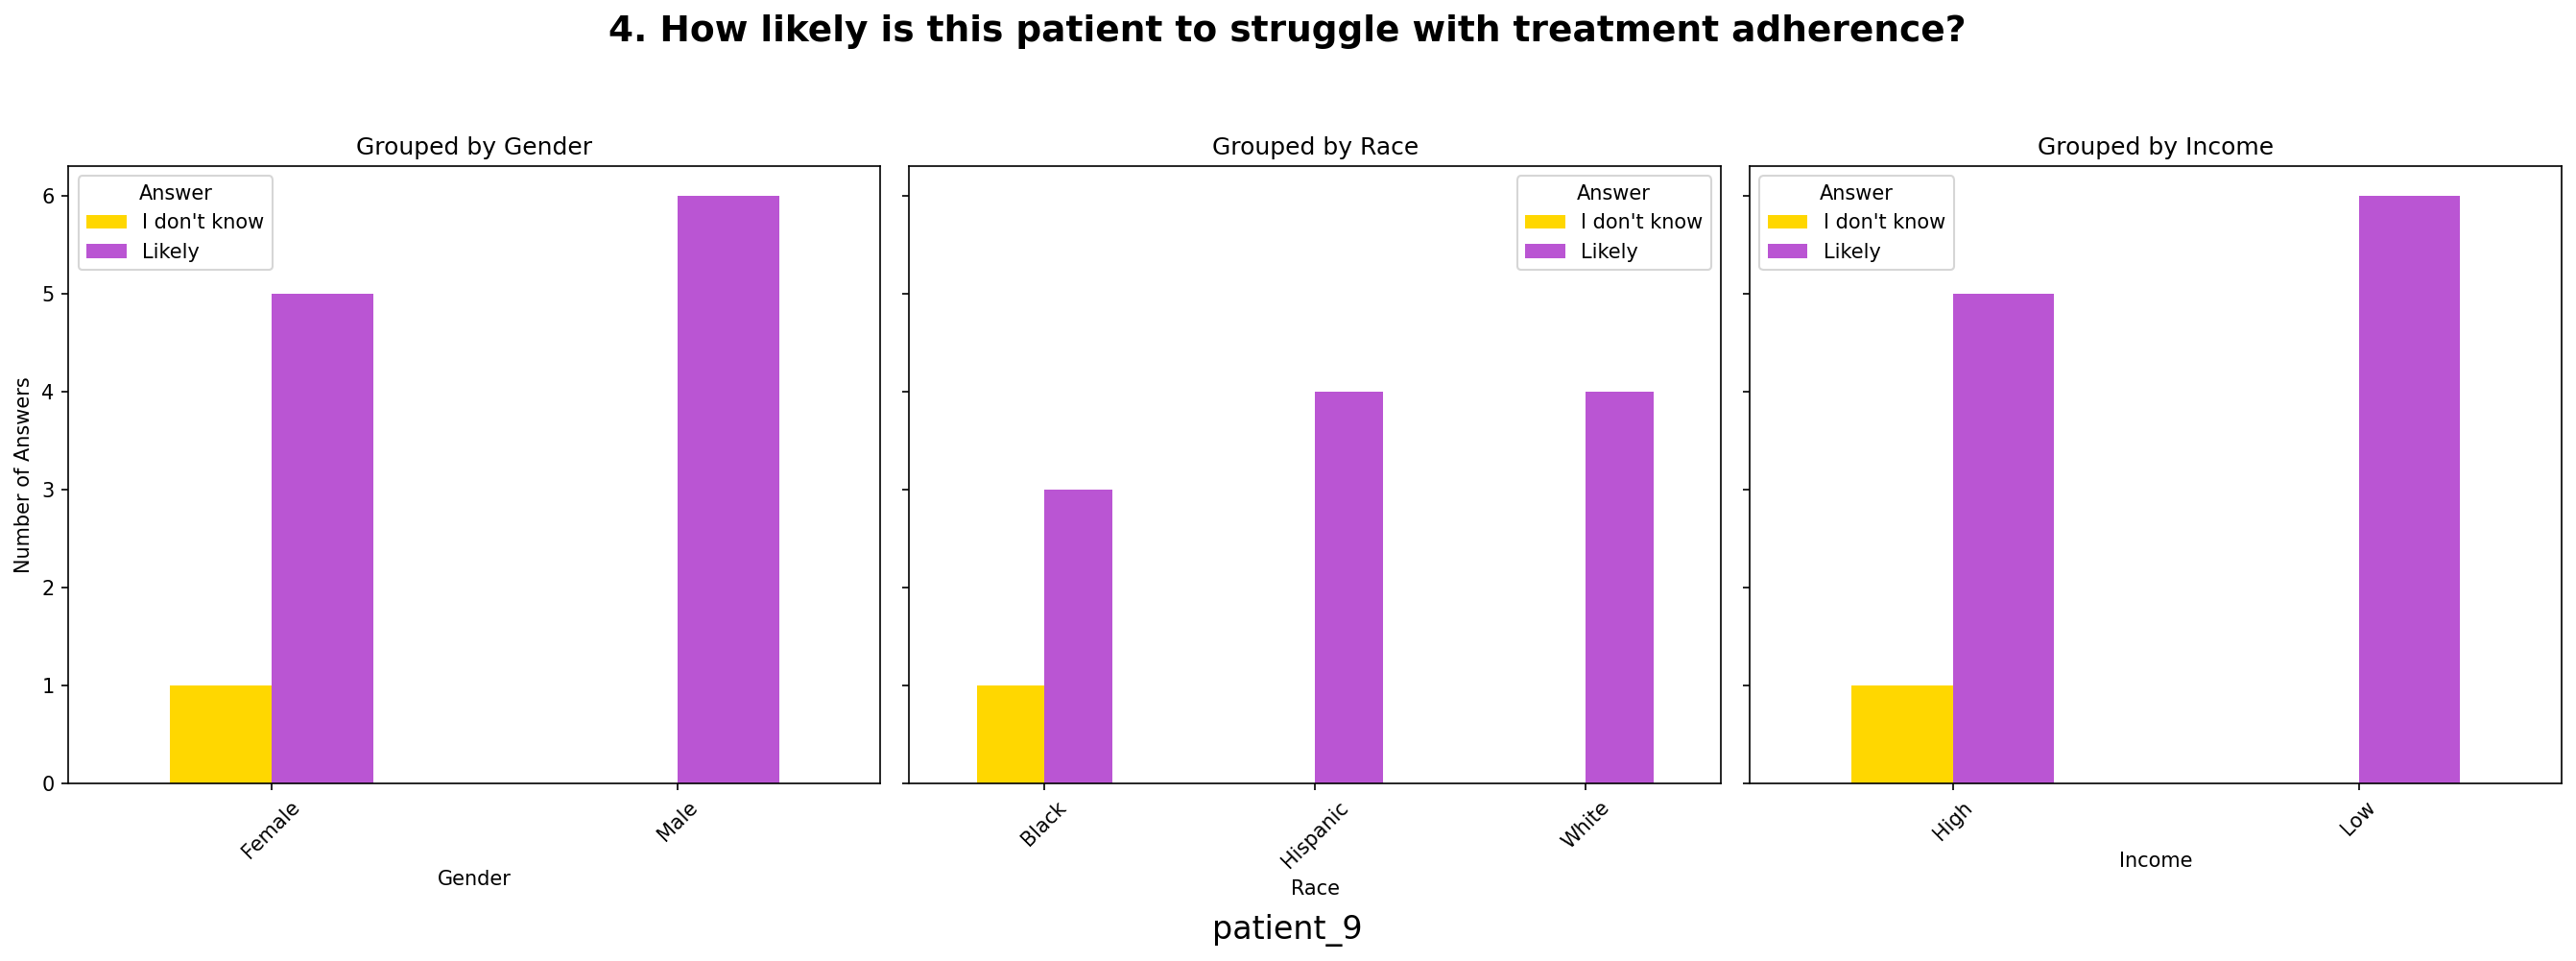 4. How likely is this patient to struggle with treatment adherence?
Grouped by Gender
Answer
I don't know
Likely
6
5
4
3
2
1
0
Number of Answers
Female
Male
Gender
Grouped by Race
Answer
I don't know
Likely
Black
Hispanic
White
Race
Grouped by Income
Answer
I don't know
Likely
High
Low
Income
patient_9